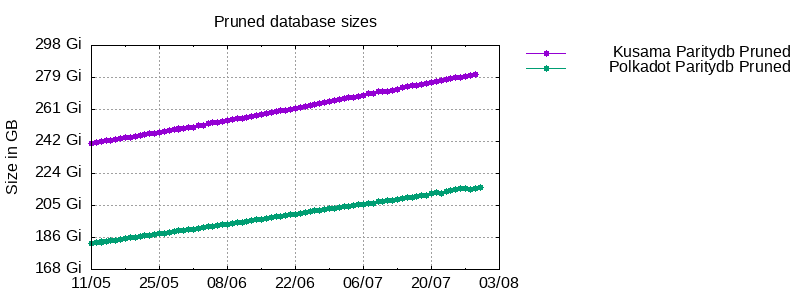 Pruned database sizes
298 Gi
279 Gi
261 Gi
242 Gi
224 Gi
205 Gi
186 Gi
168 Gi
Size in GB
11/05 25/05 08/06 22/06 06/07 20/07 03/08
Kusama Paritydb Pruned
Polkadot Paritydb Pruned